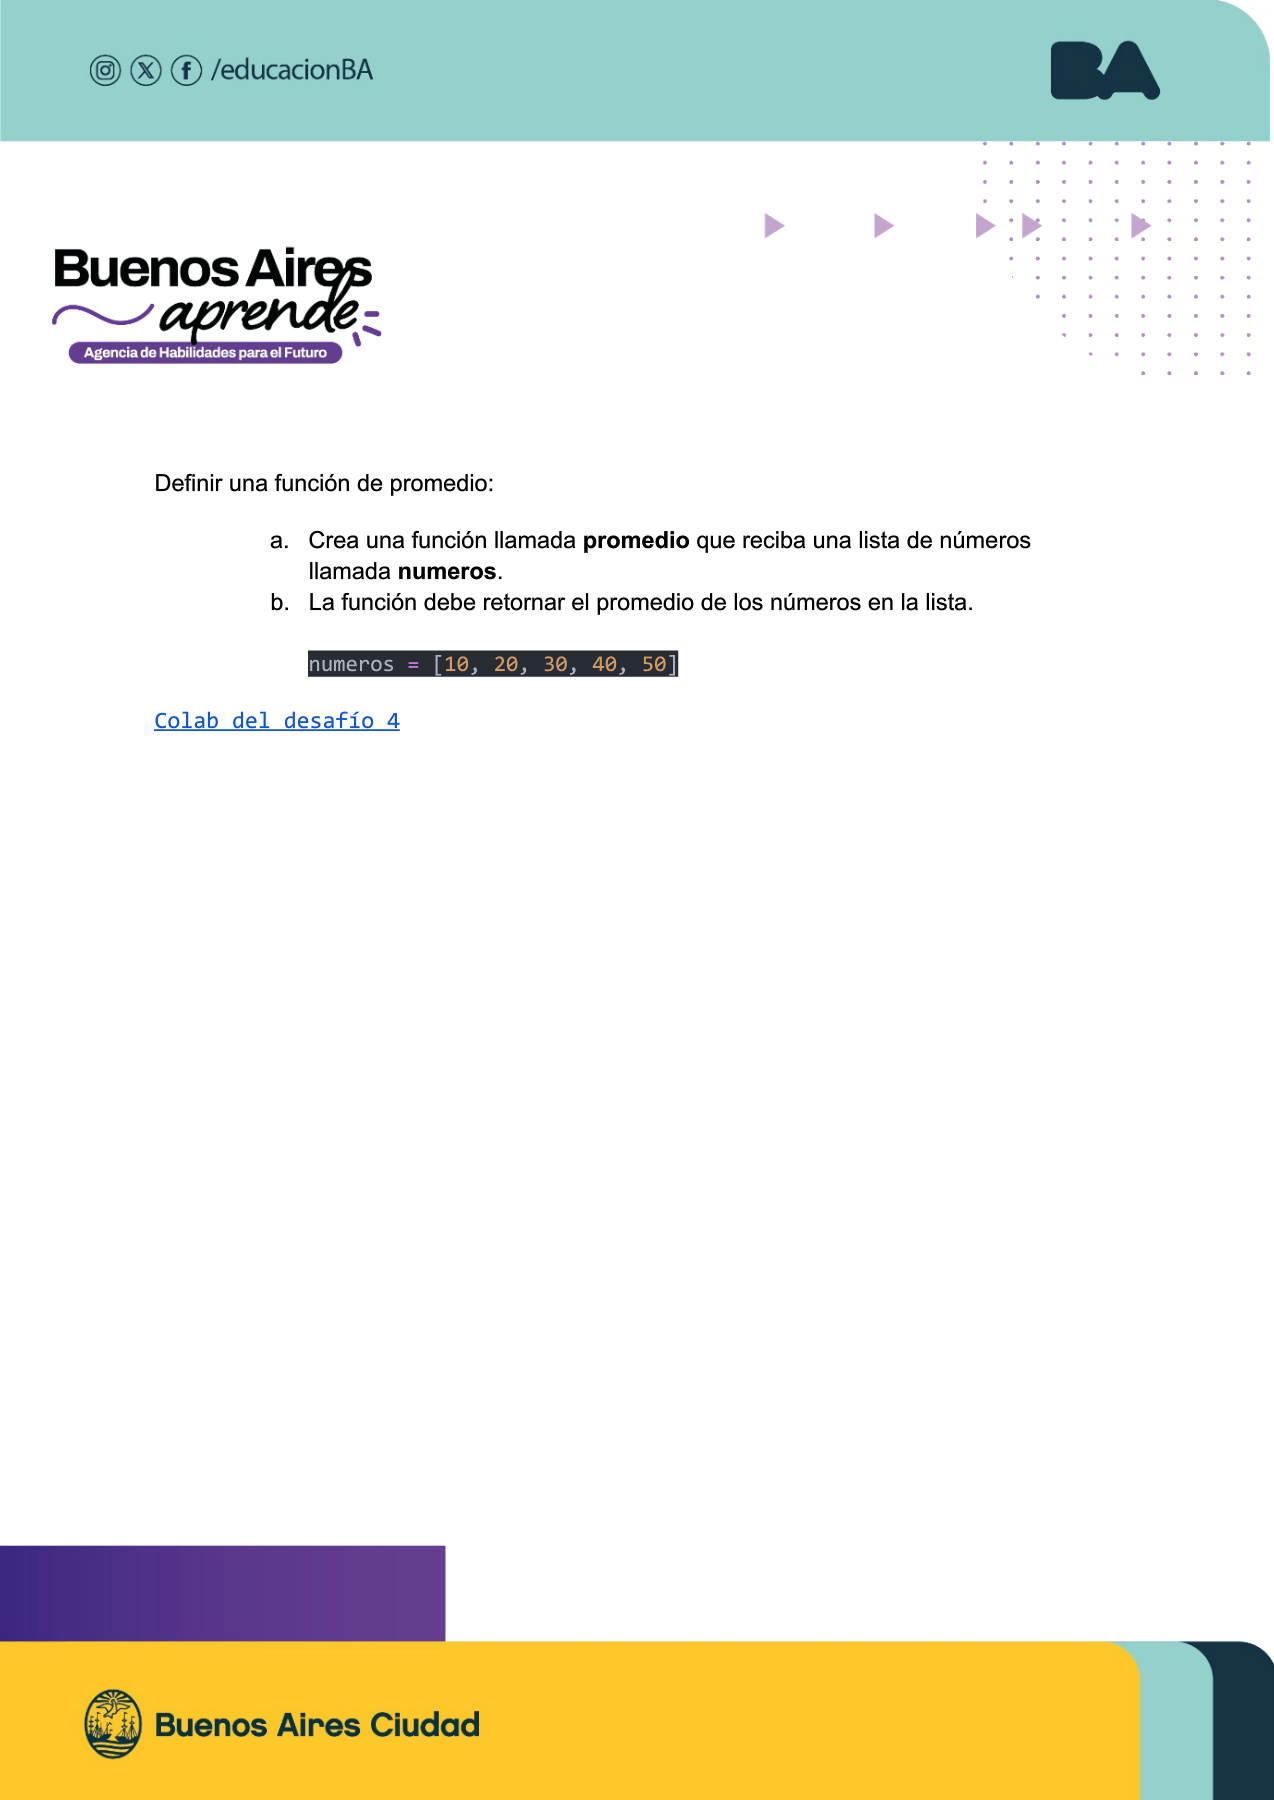 /educacionBA
BA
Buenos Aires
aprende
Agencia de Habilidades para el Futuro
Definir una función de promedio:
a. Crea una función llamada promedio que reciba una lista de números
llamada numeros.
b. La función debe retornar el promedio de los números en la lista.
numeros = [10, 20, 30, 40, 50]
Colab del desafío 4
Buenos Aires Ciudad